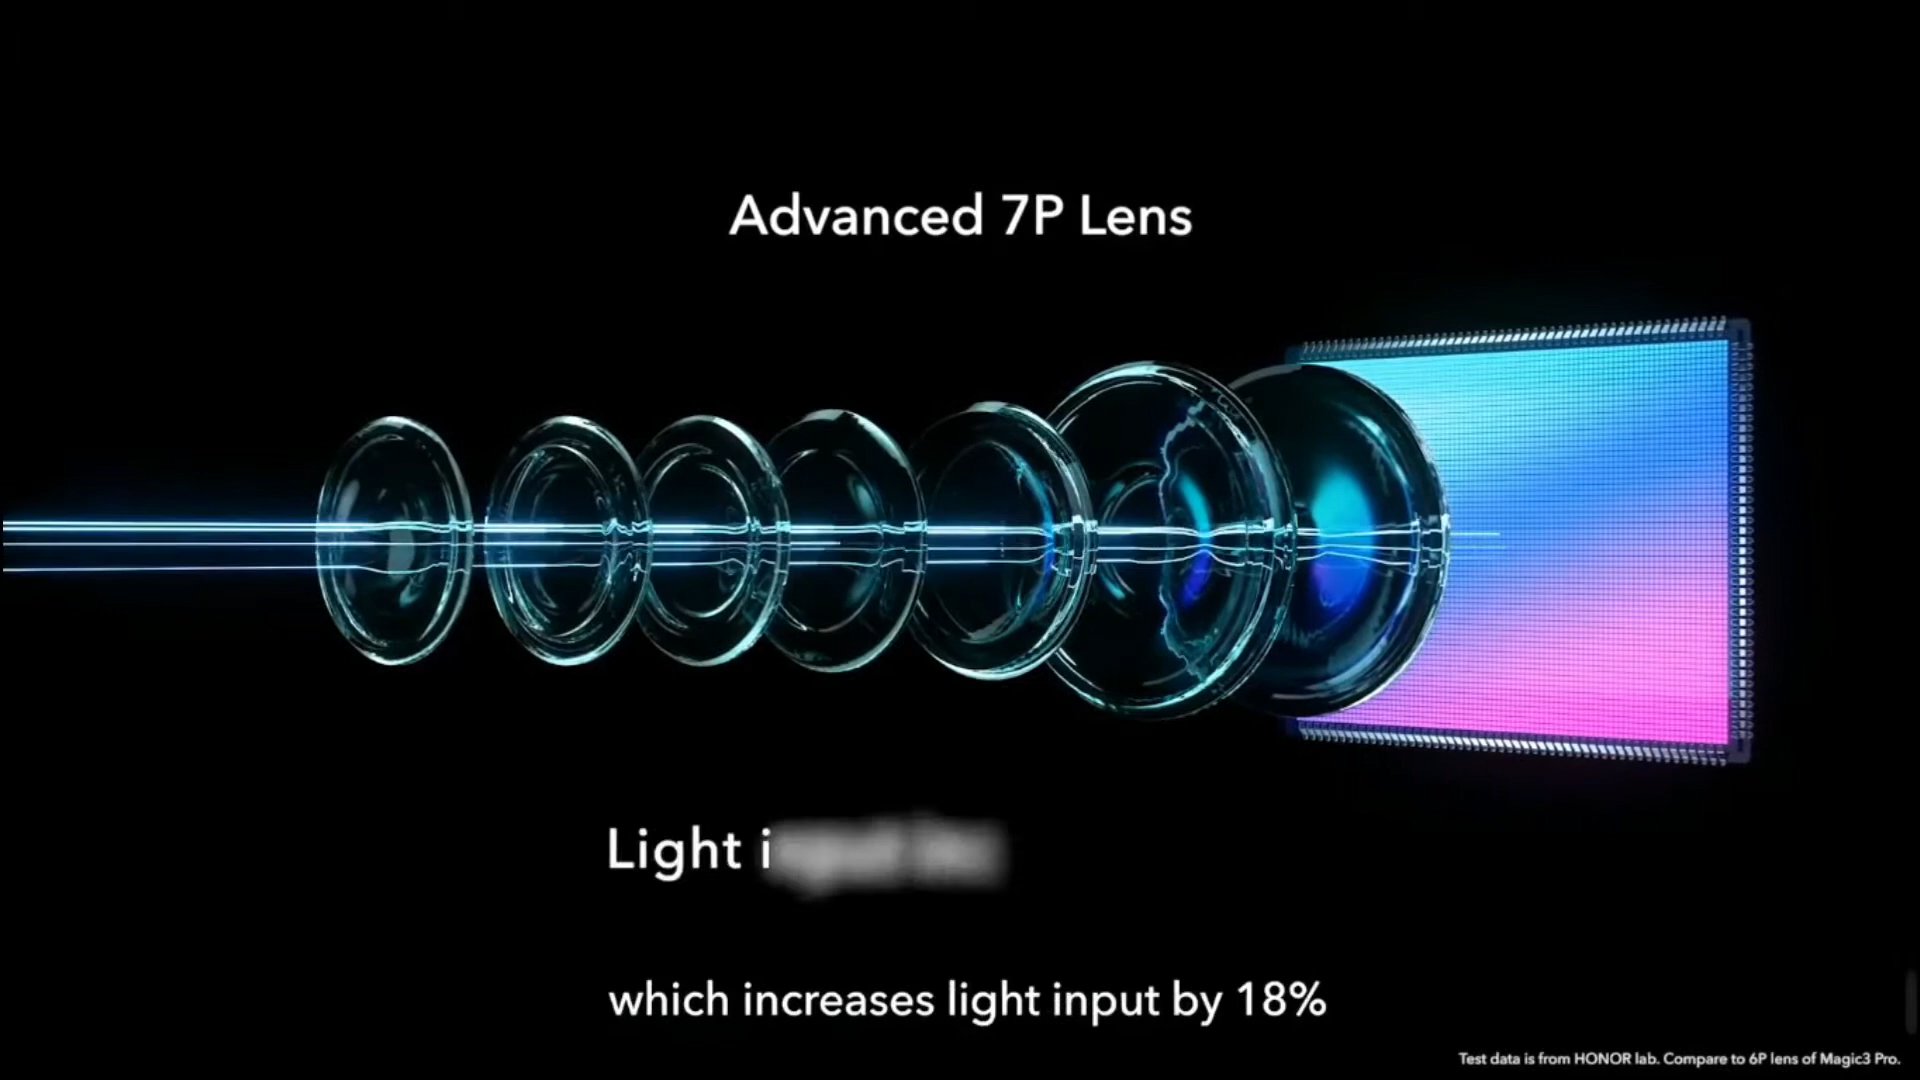 Advanced 7P Lens
Light
which increases light input by 18%
Test data is from HONOR lab. Compare to 6P lens of Magic3 Pro.